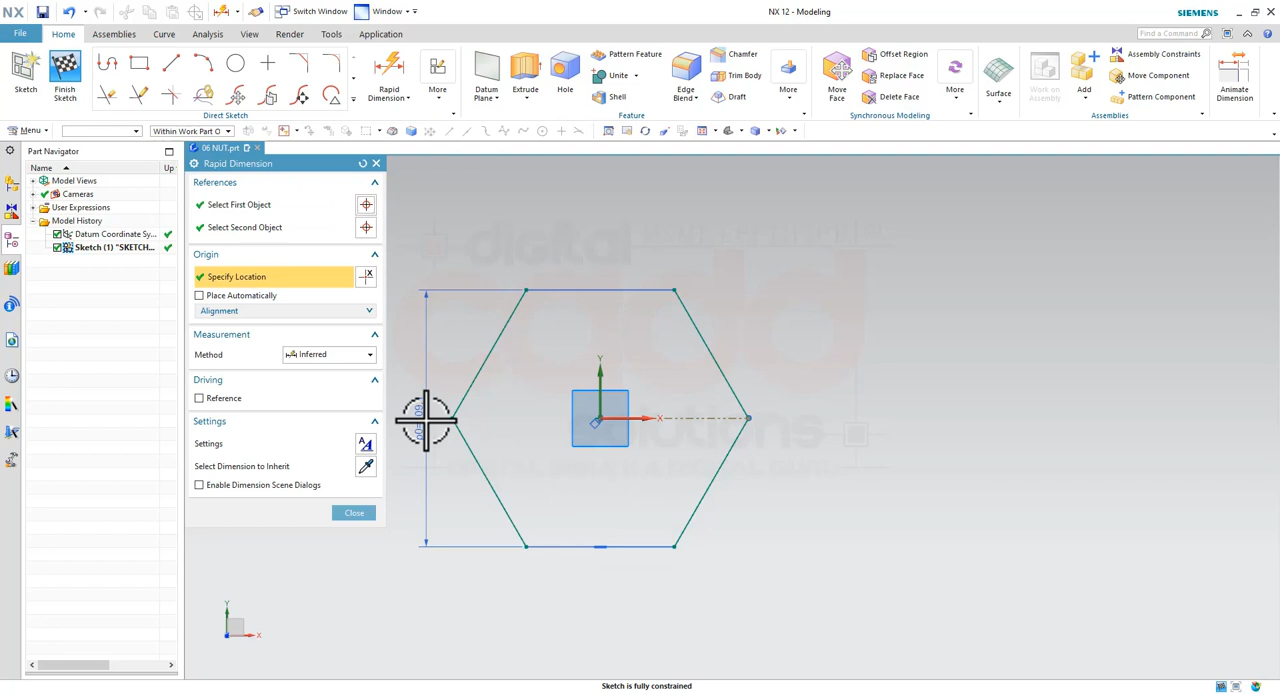 NX
Switch Window
Window
NX 12 - Modeling
SIEMENS
File
Home
Assemblies
Curve
Analysis
View
Render
Tools
Application
Find a Command
Sketch
Finish Sketch
Direct Sketch
Rapid Dimension
More
Datum Plane
Extrude
Hole
Pattern Feature
Unite
Shell
Edge Blend
Chamfer
Trim Body
Draft
More
Feature
Move Face
Offset Region
Replace Face
Delete Face
More
Synchronous Modeling
Surface
Work on Assembly
Add
Assembly Constraints
Move Component
Pattern Component
Assemblies
Animate Dimension
Menu
Within Work Part O
Part Navigator
Name
Up
Model Views
Cameras
User Expressions
Model History
Datum Coordinate Sy...
Sketch (1) "SKETCH...
06 NUT.prt
Rapid Dimension
References
Select First Object
Select Second Object
Origin
Specify Location
Place Automatically
Alignment
Measurement
Method
Inferred
Driving
Reference
Settings
Settings
Select Dimension to Inherit
Enable Dimension Scene Dialogs
Close
digital
cadd
solutions
Y
X
Y
X
Sketch is fully constrained